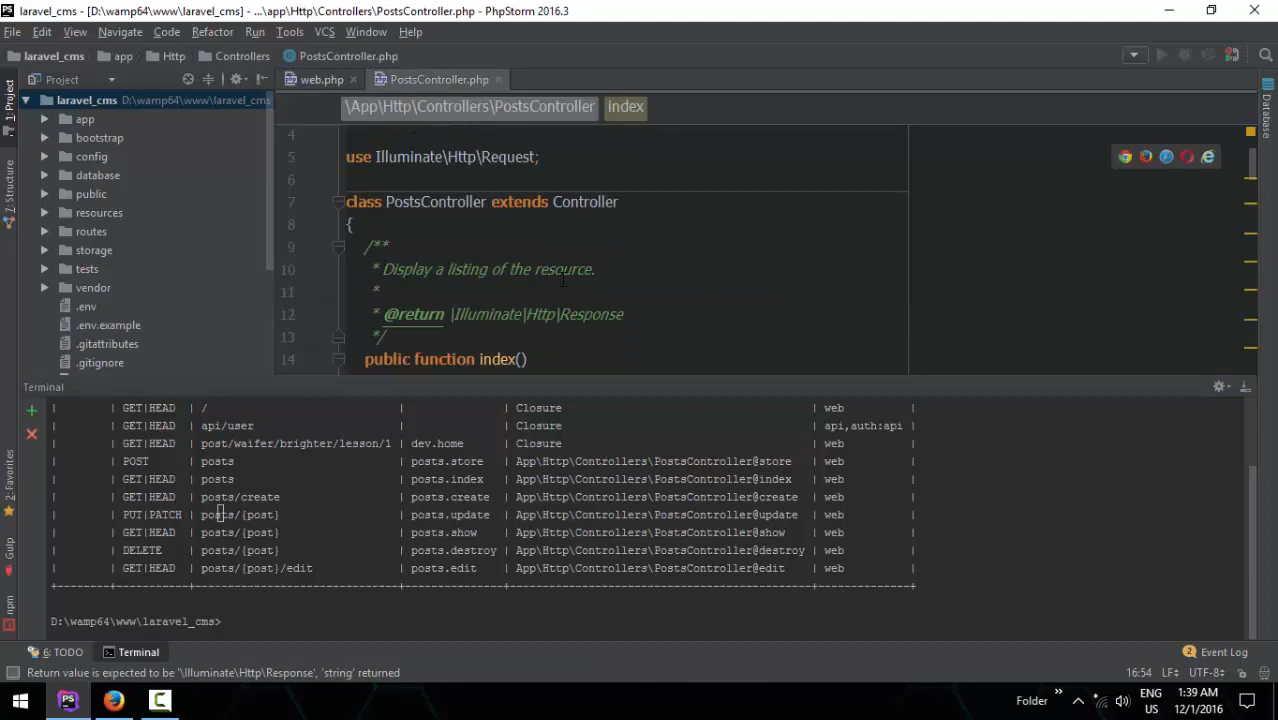 laravel_cms - [D:\wamp64\www\laravel_cms] - ...\app\Http\Controllers\PostsController.php - PhpStorm 2016.3
File Edit View Navigate Code Refactor Run Tools VCS Window Help
laravel_cms app Http Controllers PostsController.php
1: Project
7: Structure
2: Favorites
Gulp
npm
Project
laravel_cms D:\wamp64\www\laravel_cms
app
bootstrap
config
database
public
resources
routes
storage
tests
vendor
.env
.env.example
.gitattributes
.gitignore
web.php PostsController.php
\App\Http\Controllers\PostsController index
4
5 use Illuminate\Http\Request;
6
7 class PostsController extends Controller
8 {
9 /**
10 * Display a listing of the resource.
11 *
12 * @return \Illuminate\Http\Response
13 */
14 public function index()
Database
Terminal
| | GET|HEAD | / | | Closure | web |
| | GET|HEAD | api/user | | Closure | api,auth:api |
| | GET|HEAD | post/waifer/brighter/lesson/1 | dev.home | Closure | web |
| | POST | posts | posts.store | App\Http\Controllers\PostsController@store | web |
| | GET|HEAD | posts | posts.index | App\Http\Controllers\PostsController@index | web |
| | GET|HEAD | posts/create | posts.create | App\Http\Controllers\PostsController@create | web |
| | PUT|PATCH | posts/{post} | posts.update | App\Http\Controllers\PostsController@update | web |
| | GET|HEAD | posts/{post} | posts.show | App\Http\Controllers\PostsController@show | web |
| | DELETE | posts/{post} | posts.destroy | App\Http\Controllers\PostsController@destroy | web |
| | GET|HEAD | posts/{post}/edit | posts.edit | App\Http\Controllers\PostsController@edit | web |
+--------+-----------+-------------------------------+---------------+----------------------------------------------+--------------+
D:\wamp64\www\laravel_cms>
6: TODO Terminal 2 Event Log
Return value is expected to be '\Illuminate\Http\Response', 'string' returned 16:54 LF÷ UTF-8÷
PS Folder » ENG 1:39 AM
US 12/1/2016